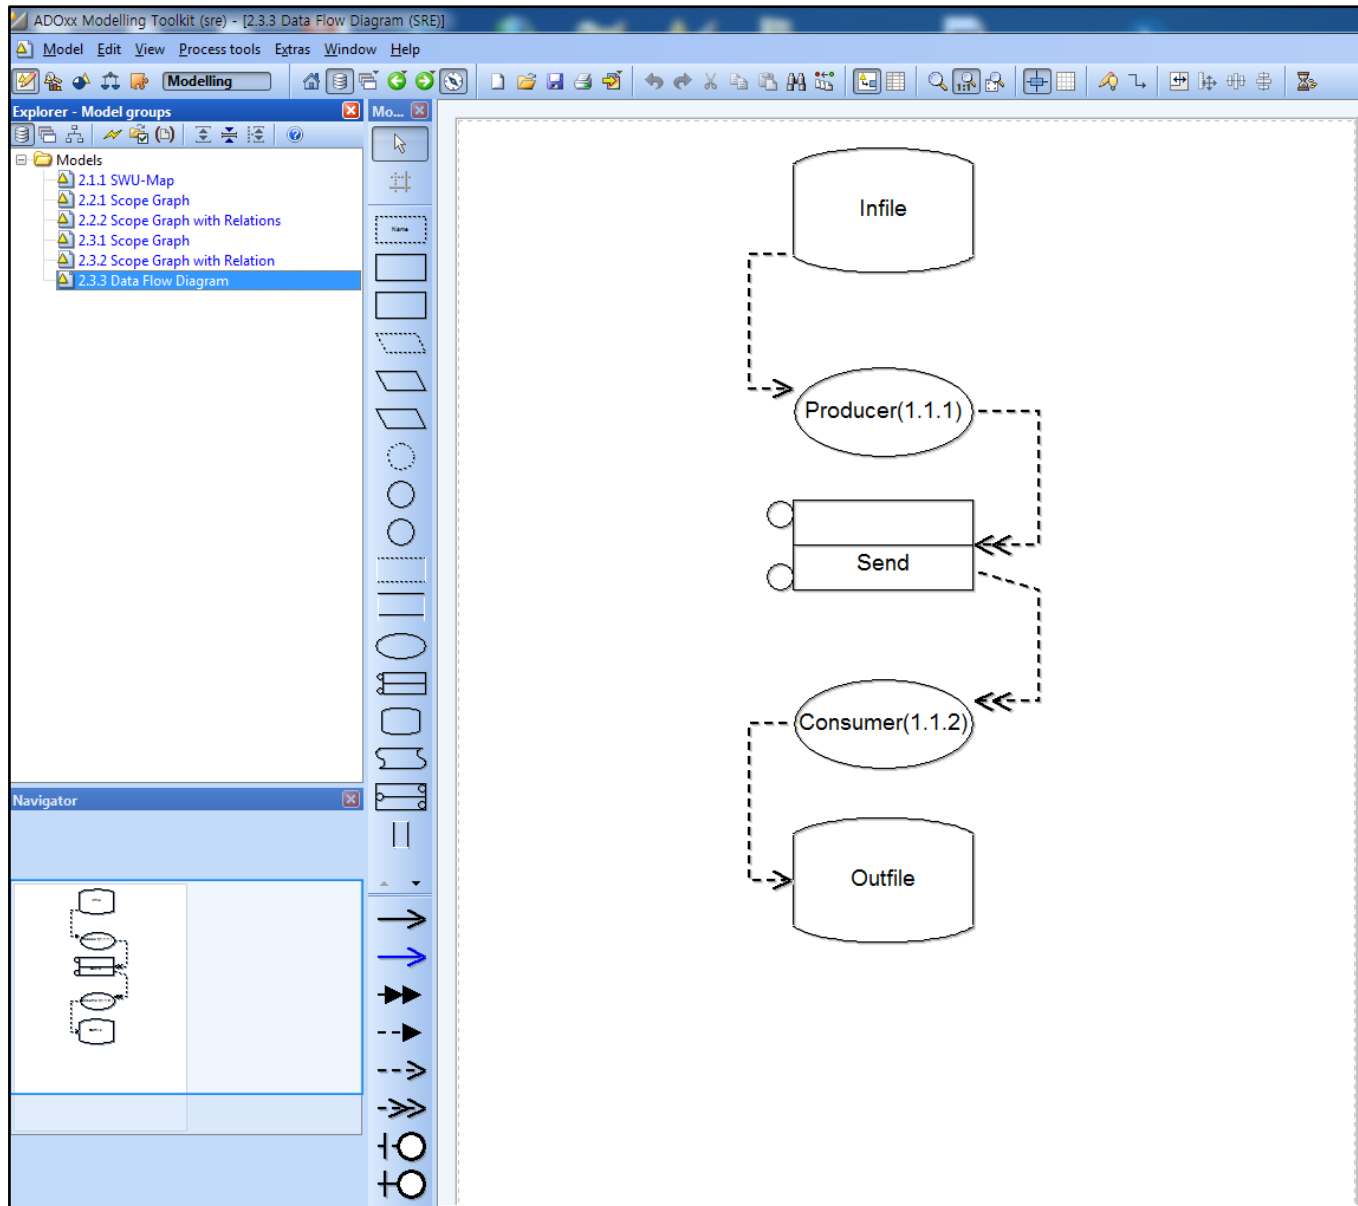 ADOxx Modelling Toolkit (sre) - [2.3.3 Data Flow Diagram (SRE)]
Model Edit View Process tools Extras Window Help
Modelling
Explorer - Model groups
Mo...
Models
2.1.1 SWU-Map
2.2.1 Scope Graph
2.2.2 Scope Graph with Relations
2.3.1 Scope Graph
2.3.2 Scope Graph with Relation
2.3.3 Data Flow Diagram
Name
Infile
Producer(1.1.1)
Send
Consumer(1.1.2)
Outfile
Navigator